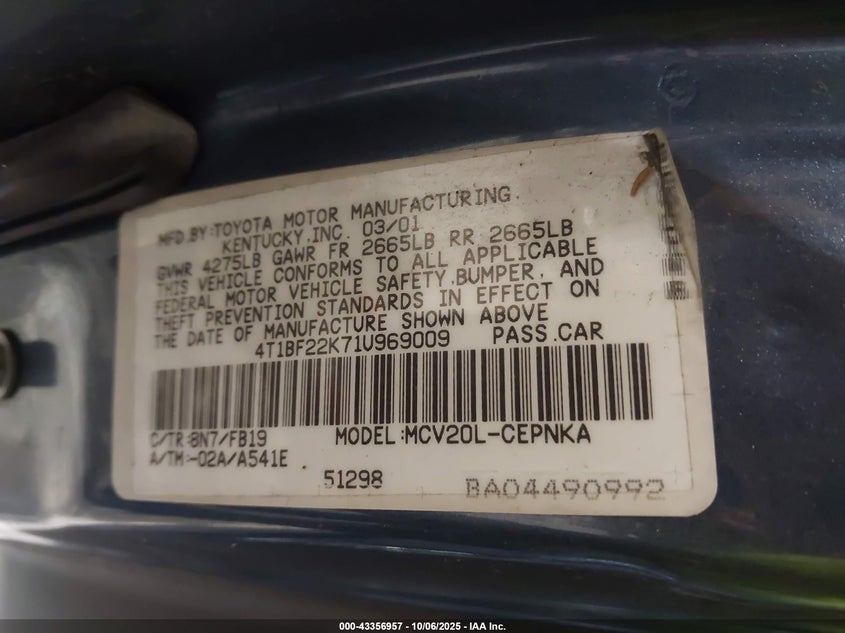 MFD.BY:TOYOTA MOTOR MANUFACTURING
KENTUCKY,INC. 03/01
GVWR 4275LB GAWR FR 2665LB RR 2665LB
THIS VEHICLE CONFORMS TO ALL APPLICABLE
FEDERAL MOTOR VEHICLE SAFETY,BUMPER, AND
THEFT PREVENTION STANDARDS IN EFFECT ON
THE DATE OF MANUFACTURE SHOWN ABOVE
4T1BF22K71U969009 PASS.CAR
C/TR:8N7/FB19 MODEL:MCV20L-CEPNKA
A/TM:-02A/A541E
51298 BA04490992
000-43356957 - 10/06/2025 - IAA Inc.